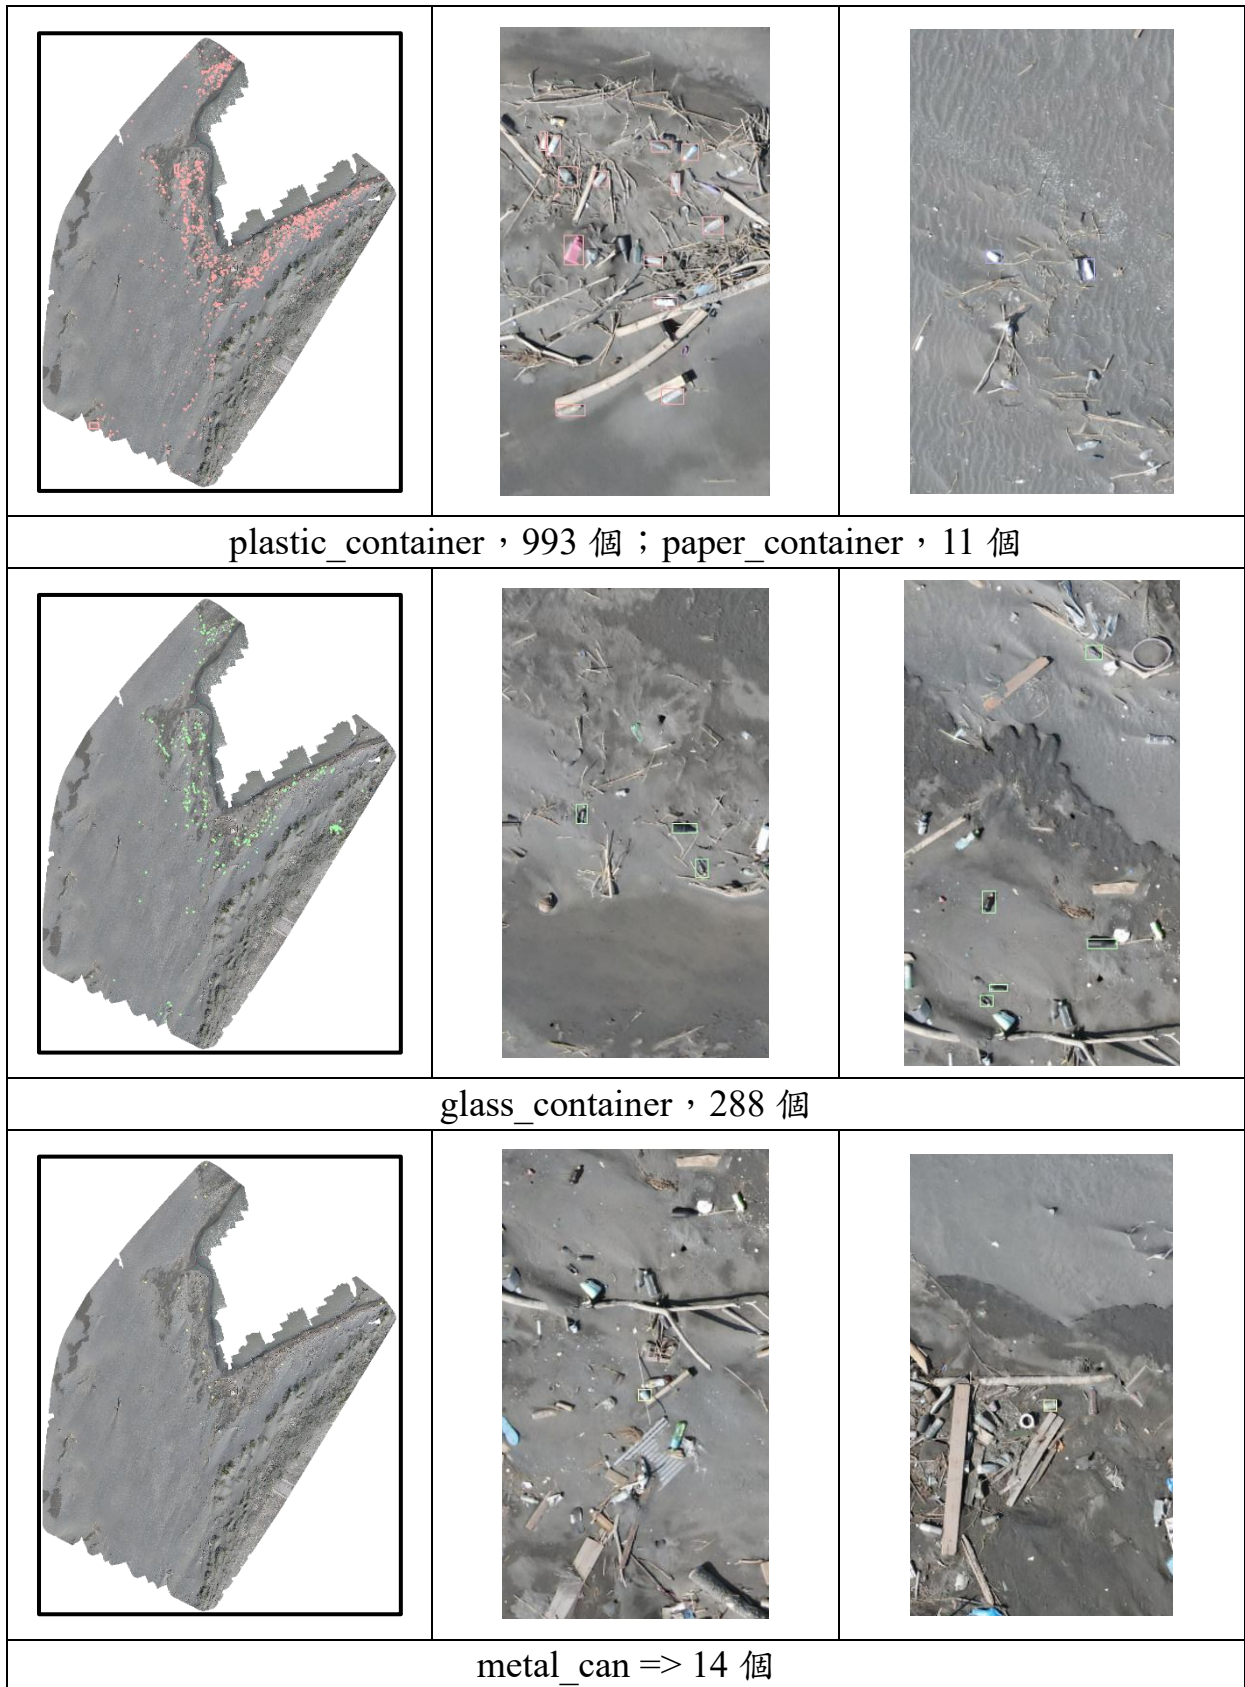 plastic_container，993 個；paper_container，11 個
glass_container，288 個
metal_can => 14 個